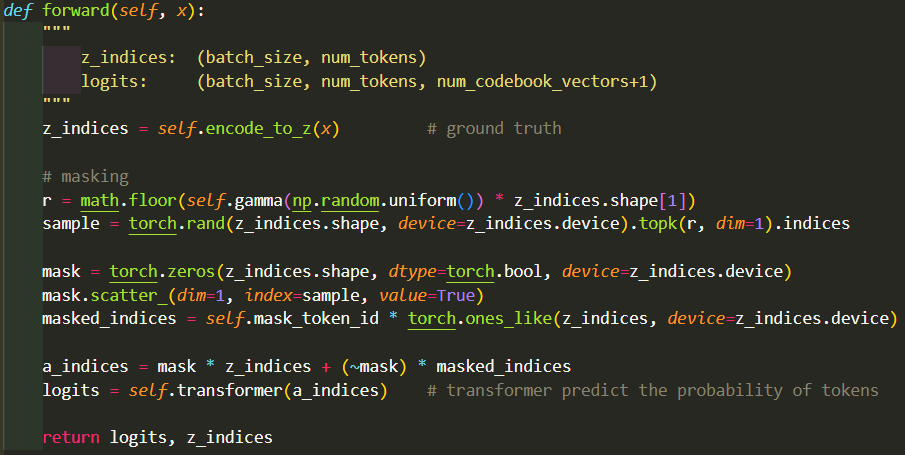 def forward(self, x):
    """
        z_indices:  (batch_size, num_tokens)
        logits:     (batch_size, num_tokens, num_codebook_vectors+1)
    """
    z_indices = self.encode_to_z(x)         # ground truth

    # masking
    r = math.floor(self.gamma(np.random.uniform()) * z_indices.shape[1])
    sample = torch.rand(z_indices.shape, device=z_indices.device).topk(r, dim=1).indices

    mask = torch.zeros(z_indices.shape, dtype=torch.bool, device=z_indices.device)
    mask.scatter_(dim=1, index=sample, value=True)
    masked_indices = self.mask_token_id * torch.ones_like(z_indices, device=z_indices.device)

    a_indices = mask * z_indices + (~mask) * masked_indices
    logits = self.transformer(a_indices)    # transformer predict the probability of tokens

    return logits, z_indices